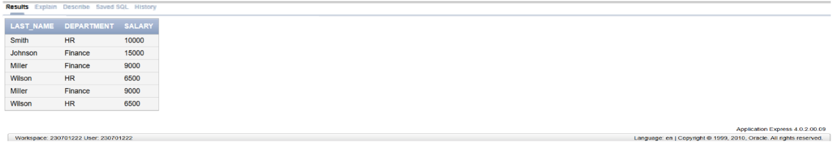 Results Explain Describe Saved SQL History
LAST_NAME DEPARTMENT SALARY
Smith HR 10000
Johnson Finance 15000
Miller Finance 9000
Wilson HR 6500
Miller Finance 9000
Wilson HR 6500
Application Express 4.0.2.00.09
Workspace: 230701222 User: 230701222 Language: en | Copyright © 1999, 2010, Oracle. All rights reserved.